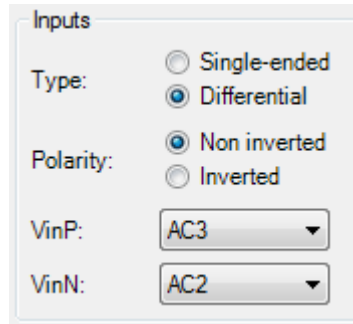 Inputs
Type:
Single-ended
Differential
Polarity:
Non inverted
Inverted
VinP:
AC3
VinN:
AC2